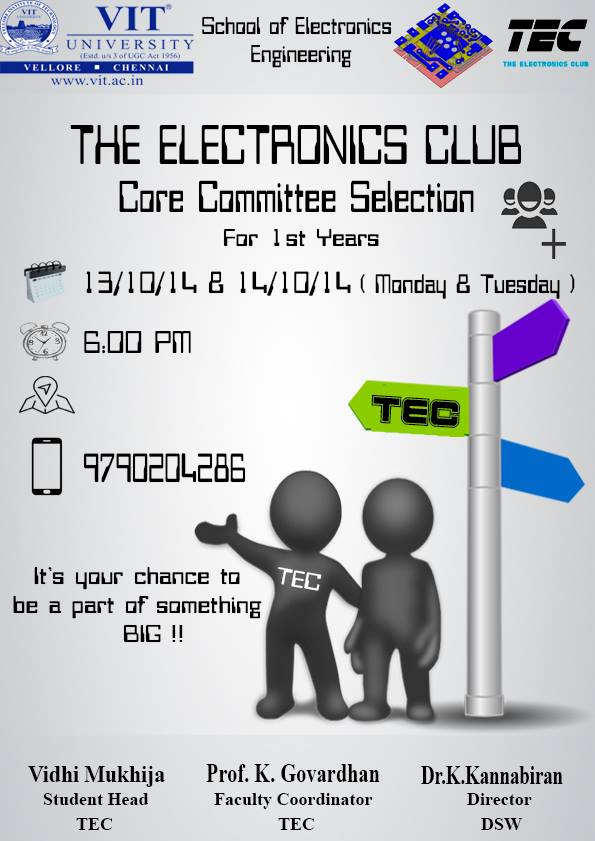 VIT
VIT®
UNIVERSITY
(Estd. u/s 3 of UGC Act 1956)
VELLORE ▪ CHENNAI
www.vit.ac.in
School of Electronics
Engineering
TEC
THE ELECTRONICS CLUB
THE ELECTRONICS CLUB
Core Committee Selection
For 1st Years
13/10/14 & 14/10/14 ( Monday & Tuesday )
6:00 PM
9790204286
TEC
TEC
It's your chance to
be a part of something
BIG !!
Vidhi Mukhija
Student Head
TEC
Prof. K. Govardhan
Faculty Coordinator
TEC
Dr.K.Kannabiran
Director
DSW